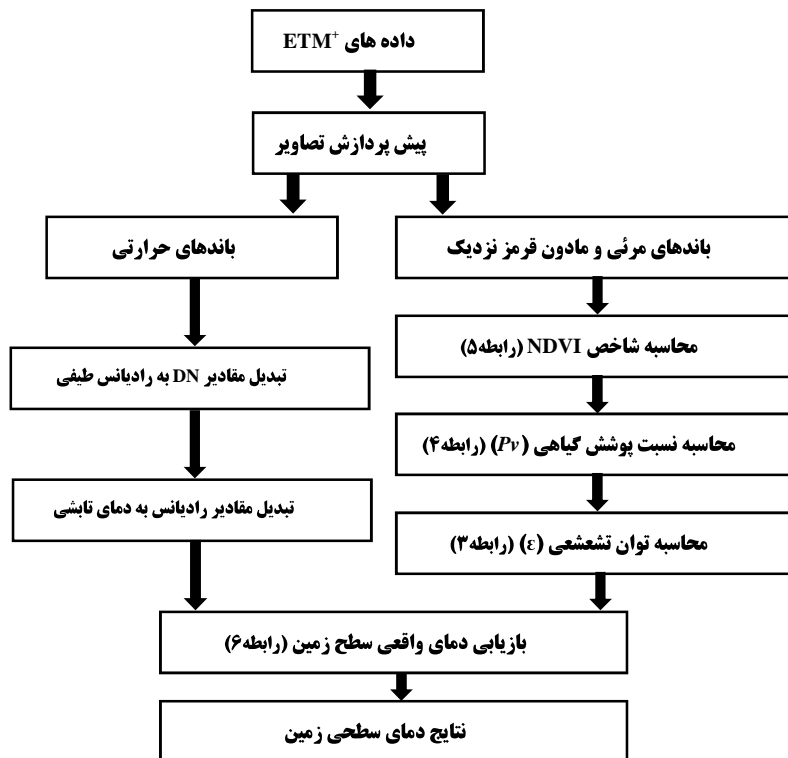 داده های ETM+
پیش پردازش تصاویر
باندهای مرئی و مادون قرمز نزدیک
باندهای حرارتی
محاسبه شاخص NDVI (رابطه۵)
تبدیل مقادیر DN به رادیانس طیفی
محاسبه نسبت پوشش گیاهی (Pv) (رابطه۴)
تبدیل مقادیر رادیانس به دمای تابشی
محاسبه توان تشعشعی (ε) (رابطه۳)
بازیابی دمای واقعی سطح زمین (رابطه۶)
نتایج دمای سطحی زمین